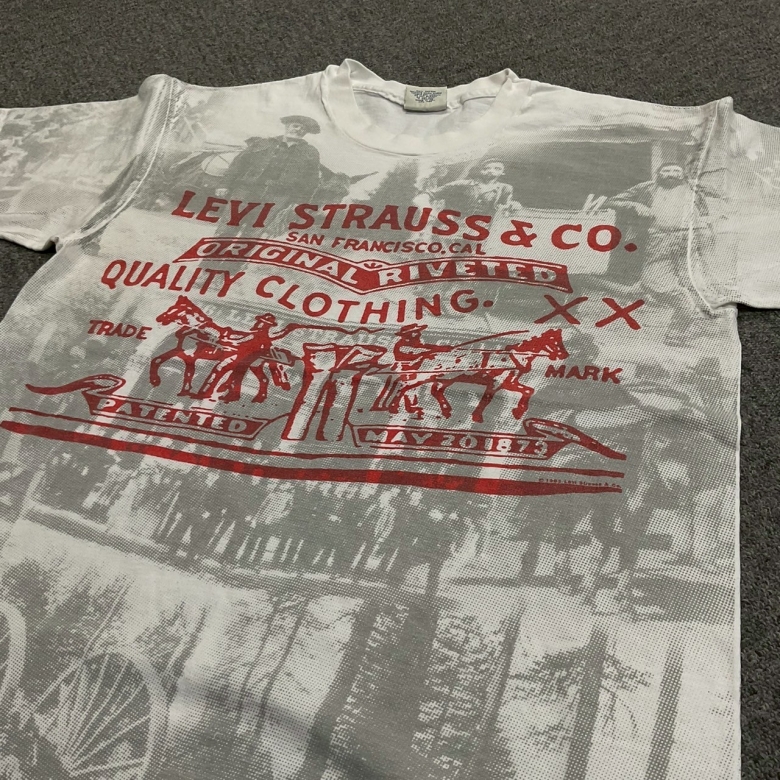 LEVI STRAUSS & CO.
SAN FRANCISCO, CAL
ORIGINAL RIVETED
QUALITY CLOTHING. XX
TRADE MARK
PATENTED MAY 20 1873